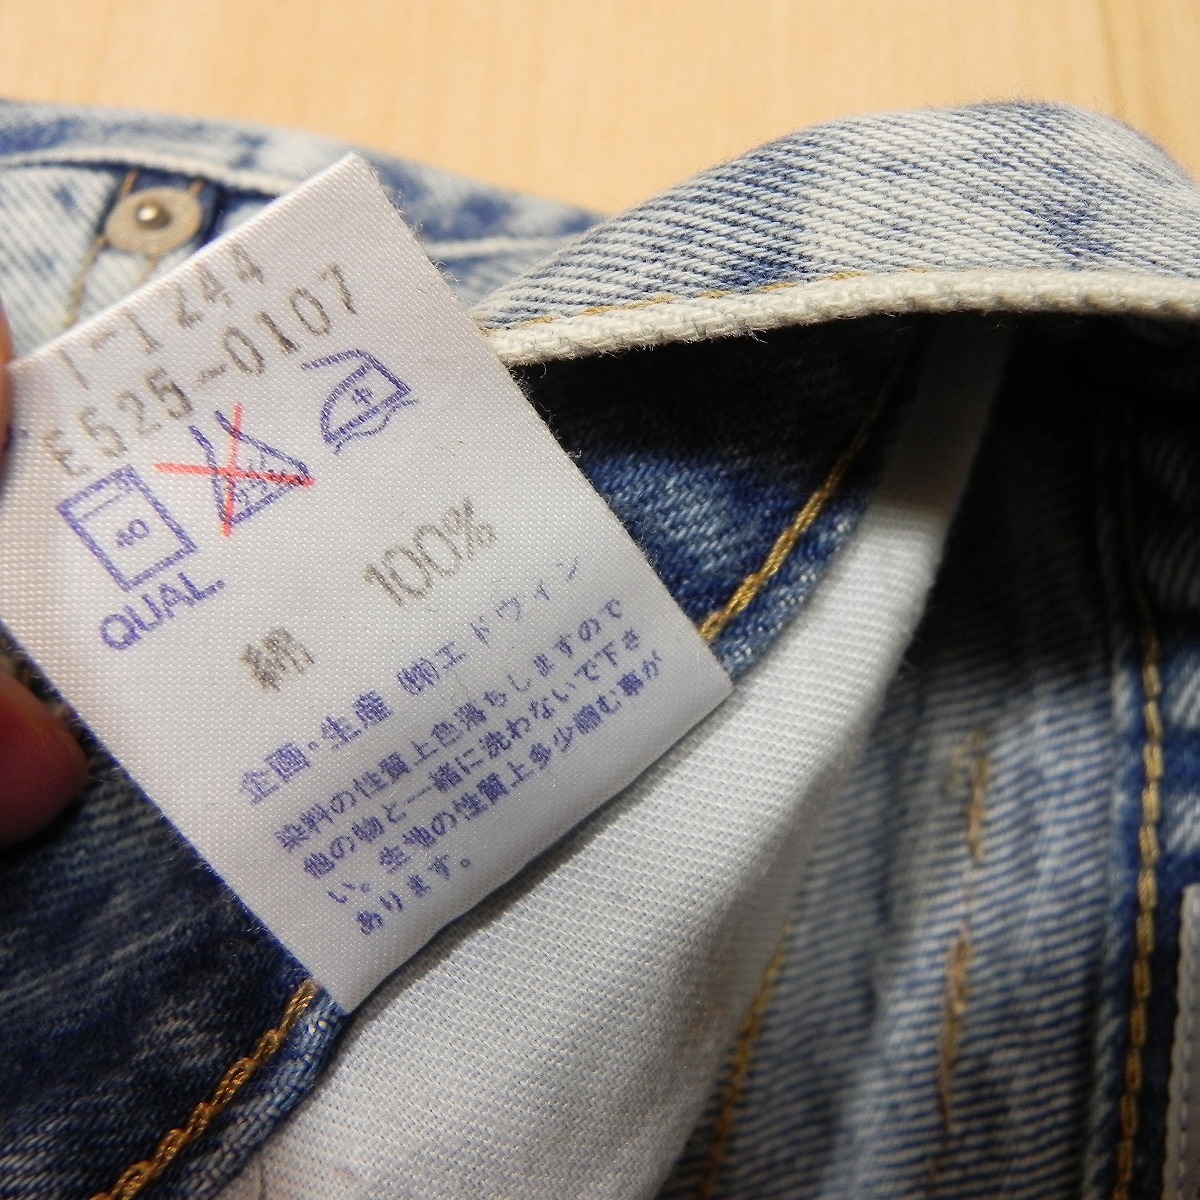 1-1244
E525-0107
40
中
QUAL.
綿 100%
企画・生産 ㈱エドウイン
染料の性質上色落ちしますので
他の物と一緒に洗わないで下さ
い。生地の性質上多少縮む事が
あります。